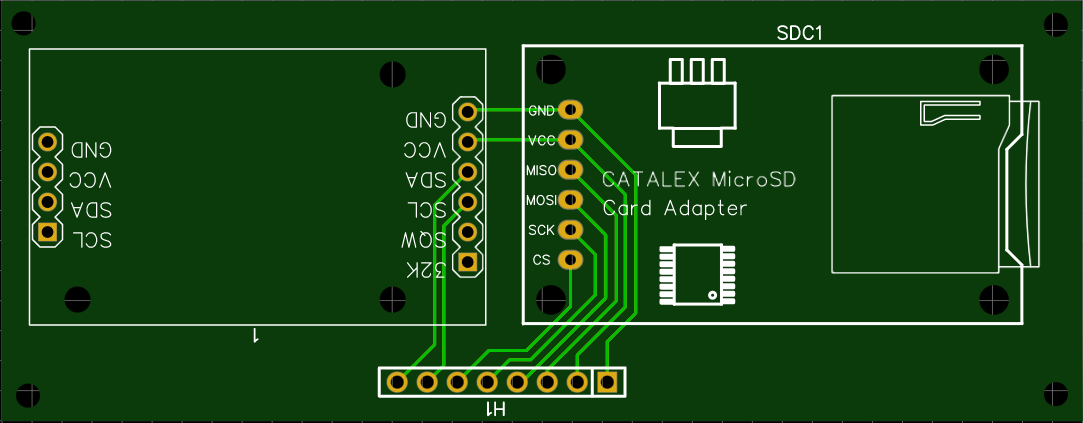 SDC1
GND
VCC
SDA
SCL
GND
VCC
SDA
SCL
SQW
32K
1
GND
VCC
MISO
MOSI
SCK
CS
CATALEX MicroSD
Card Adapter
H1